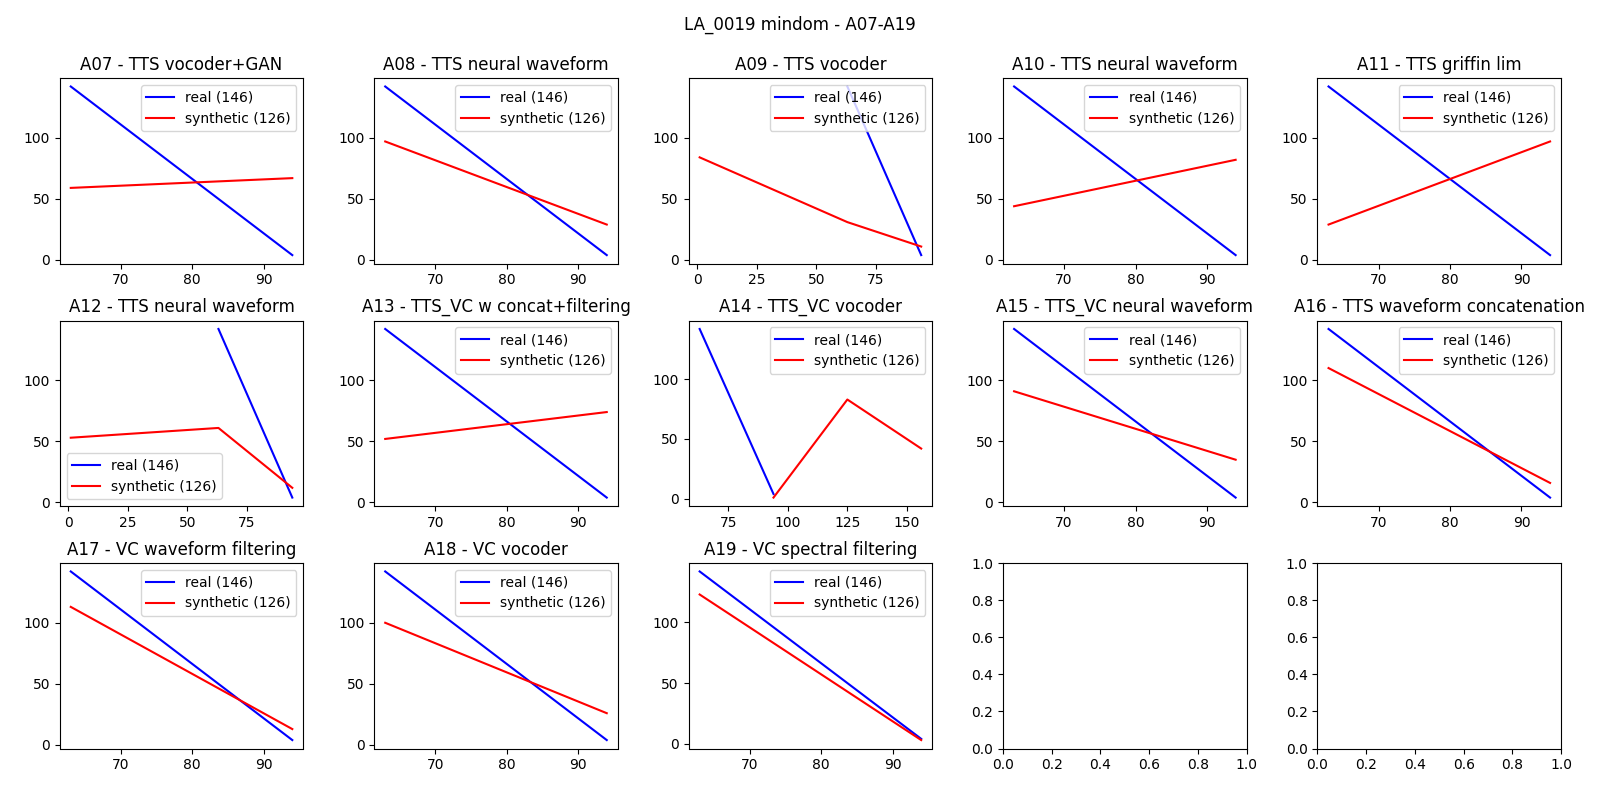 LA_0019 mindom - A07-A19
A07 - TTS vocoder+GAN
real (146)
synthetic (126)
100
50
0
70 80 90
A08 - TTS neural waveform
real (146)
synthetic (126)
100
50
0
70 80 90
A09 - TTS vocoder
real (146)
synthetic (126)
100
50
0
0 25 50 75
A10 - TTS neural waveform
real (146)
synthetic (126)
100
50
0
70 80 90
A11 - TTS griffin lim
real (146)
synthetic (126)
100
50
0
70 80 90
A12 - TTS neural waveform
100
50
0
real (146)
synthetic (126)
0 25 50 75
A13 - TTS_VC w concat+filtering
real (146)
synthetic (126)
100
50
0
70 80 90
A14 - TTS_VC vocoder
real (146)
synthetic (126)
100
50
0
75 100 125 150
A15 - TTS_VC neural waveform
real (146)
synthetic (126)
100
50
0
70 80 90
A16 - TTS waveform concatenation
real (146)
synthetic (126)
100
50
0
70 80 90
A17 - VC waveform filtering
real (146)
synthetic (126)
100
50
0
70 80 90
A18 - VC vocoder
real (146)
synthetic (126)
100
50
0
70 80 90
A19 - VC spectral filtering
real (146)
synthetic (126)
100
50
0
70 80 90
1.0
0.8
0.6
0.4
0.2
0.0
0.0 0.2 0.4 0.6 0.8 1.0
1.0
0.8
0.6
0.4
0.2
0.0
0.0 0.2 0.4 0.6 0.8 1.0